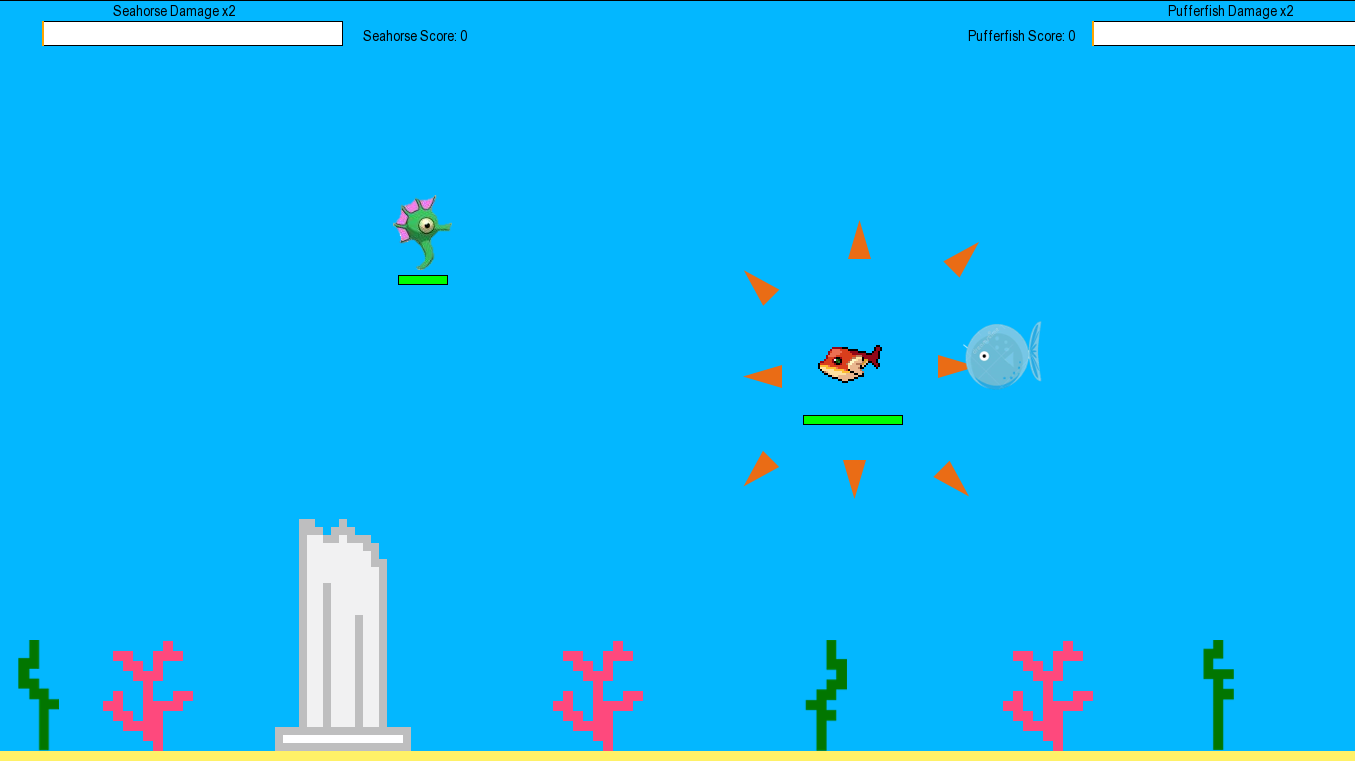 Seahorse Damage x2
Pufferfish Damage x2
Seahorse Score: 0
Pufferfish Score: 0